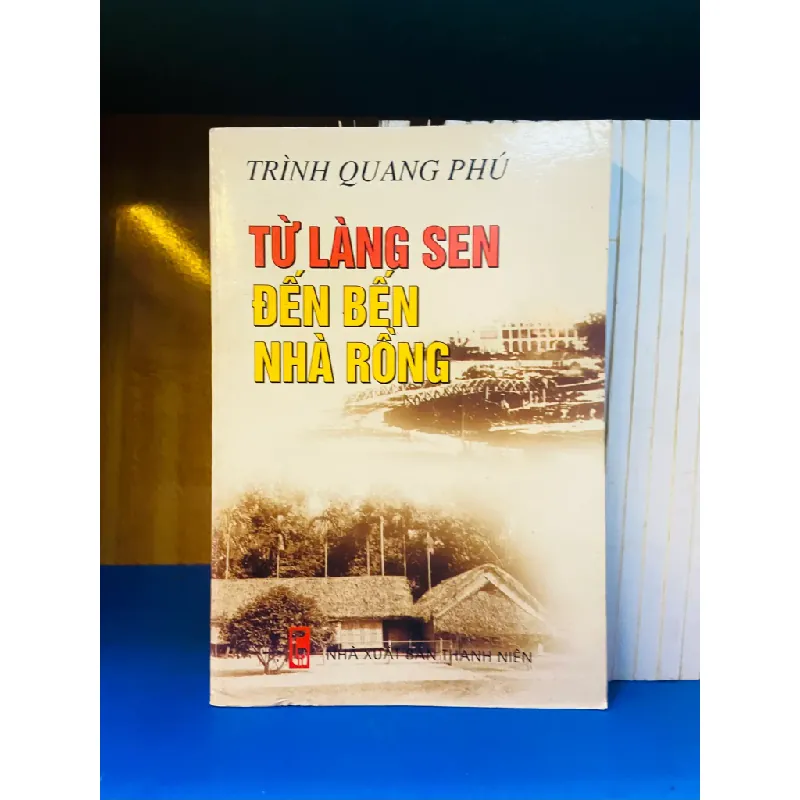 TRÌNH QUANG PHÚ
TỪ LÀNG SEN
ĐẾN BẾN
NHÀ RỒNG
NHÀ XUẤT BẢN THANH NIÊN